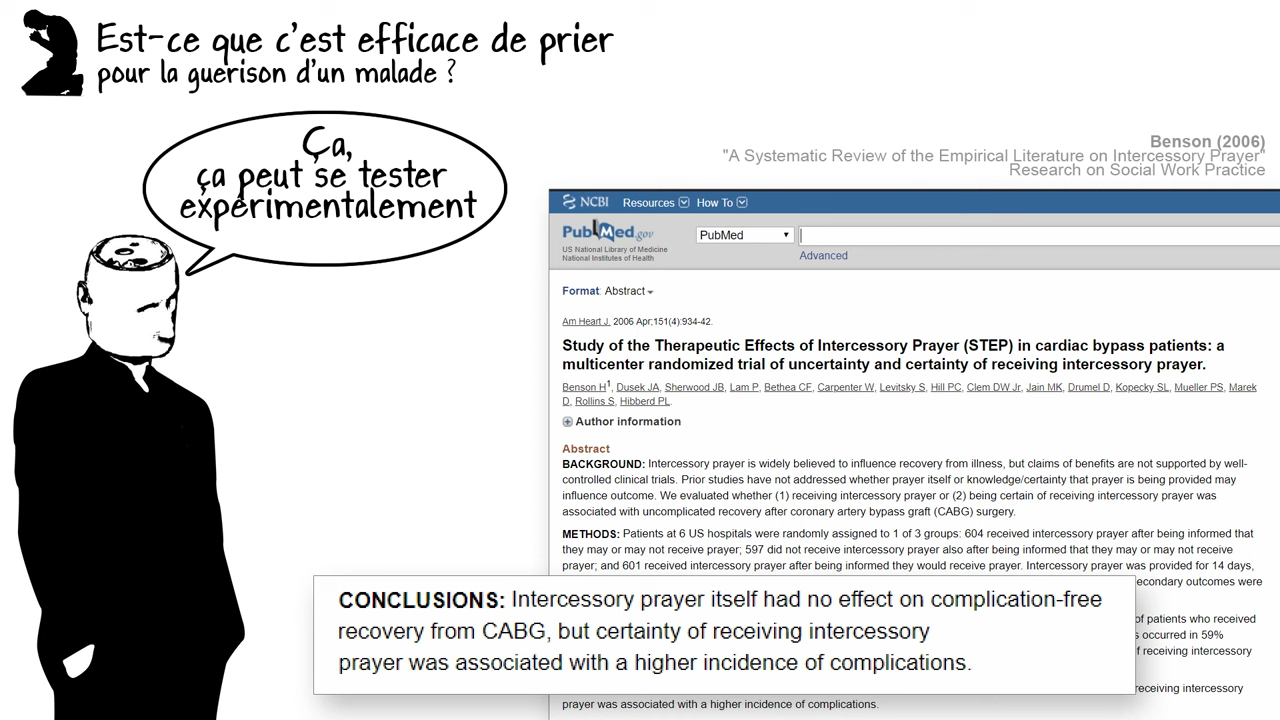 Est-ce que c'est efficace de prier
pour la guerison d'un malade ?
Ça,
ça peut se tester
expérimentalement
Benson (2006)
"A Systematic Review of the Empirical Literature on Intercessory Prayer"
Research on Social Work Practice
NCBI Resources How To
PubMed.gov
US National Library of Medicine
National Institutes of Health
PubMed
Advanced
Format: Abstract
Am Heart J. 2006 Apr;151(4):934-42.
Study of the Therapeutic Effects of Intercessory Prayer (STEP) in cardiac bypass patients: a
multicenter randomized trial of uncertainty and certainty of receiving intercessory prayer.
Benson H1, Dusek JA, Sherwood JB, Lam P, Bethea CF, Carpenter W, Levitsky S, Hill PC, Clem DW Jr, Jain MK, Drumel D, Kopecky SL, Mueller PS, Marek
D, Rollins S, Hibberd PL.
Author information
Abstract
BACKGROUND: Intercessory prayer is widely believed to influence recovery from illness, but claims of benefits are not supported by well-
controlled clinical trials. Prior studies have not addressed whether prayer itself or knowledge/certainty that prayer is being provided may
influence outcome. We evaluated whether (1) receiving intercessory prayer or (2) being certain of receiving intercessory prayer was
associated with uncomplicated recovery after coronary artery bypass graft (CABG) surgery.
METHODS: Patients at 6 US hospitals were randomly assigned to 1 of 3 groups: 604 received intercessory prayer after being informed that
they may or may not receive prayer; 597 did not receive intercessory prayer also after being informed that they may or may not receive
prayer; and 601 received intercessory prayer after being informed they would receive prayer. Intercessory prayer was provided for 14 days,
econdary outcomes were
of patients who received
s occurred in 59%
f receiving intercessory
CONCLUSIONS: Intercessory prayer itself had no effect on complication-free
recovery from CABG, but certainty of receiving intercessory
prayer was associated with a higher incidence of complications.
receiving intercessory
prayer was associated with a higher incidence of complications.